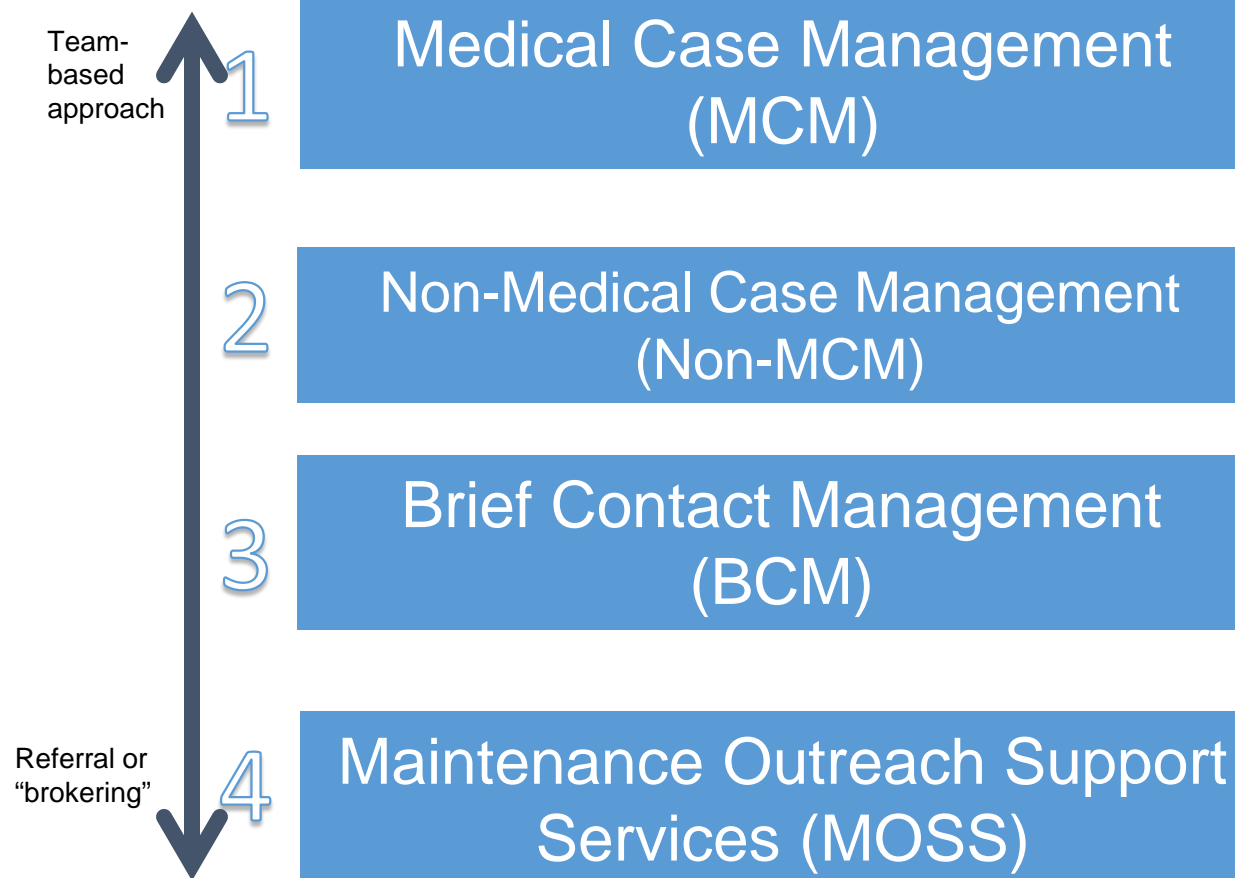 Team-
based
approach
1
Medical Case Management
(MCM)
2
Non-Medical Case Management
(Non-MCM)
3
Brief Contact Management
(BCM)
Referral or
“brokering”
4
Maintenance Outreach Support
Services (MOSS)